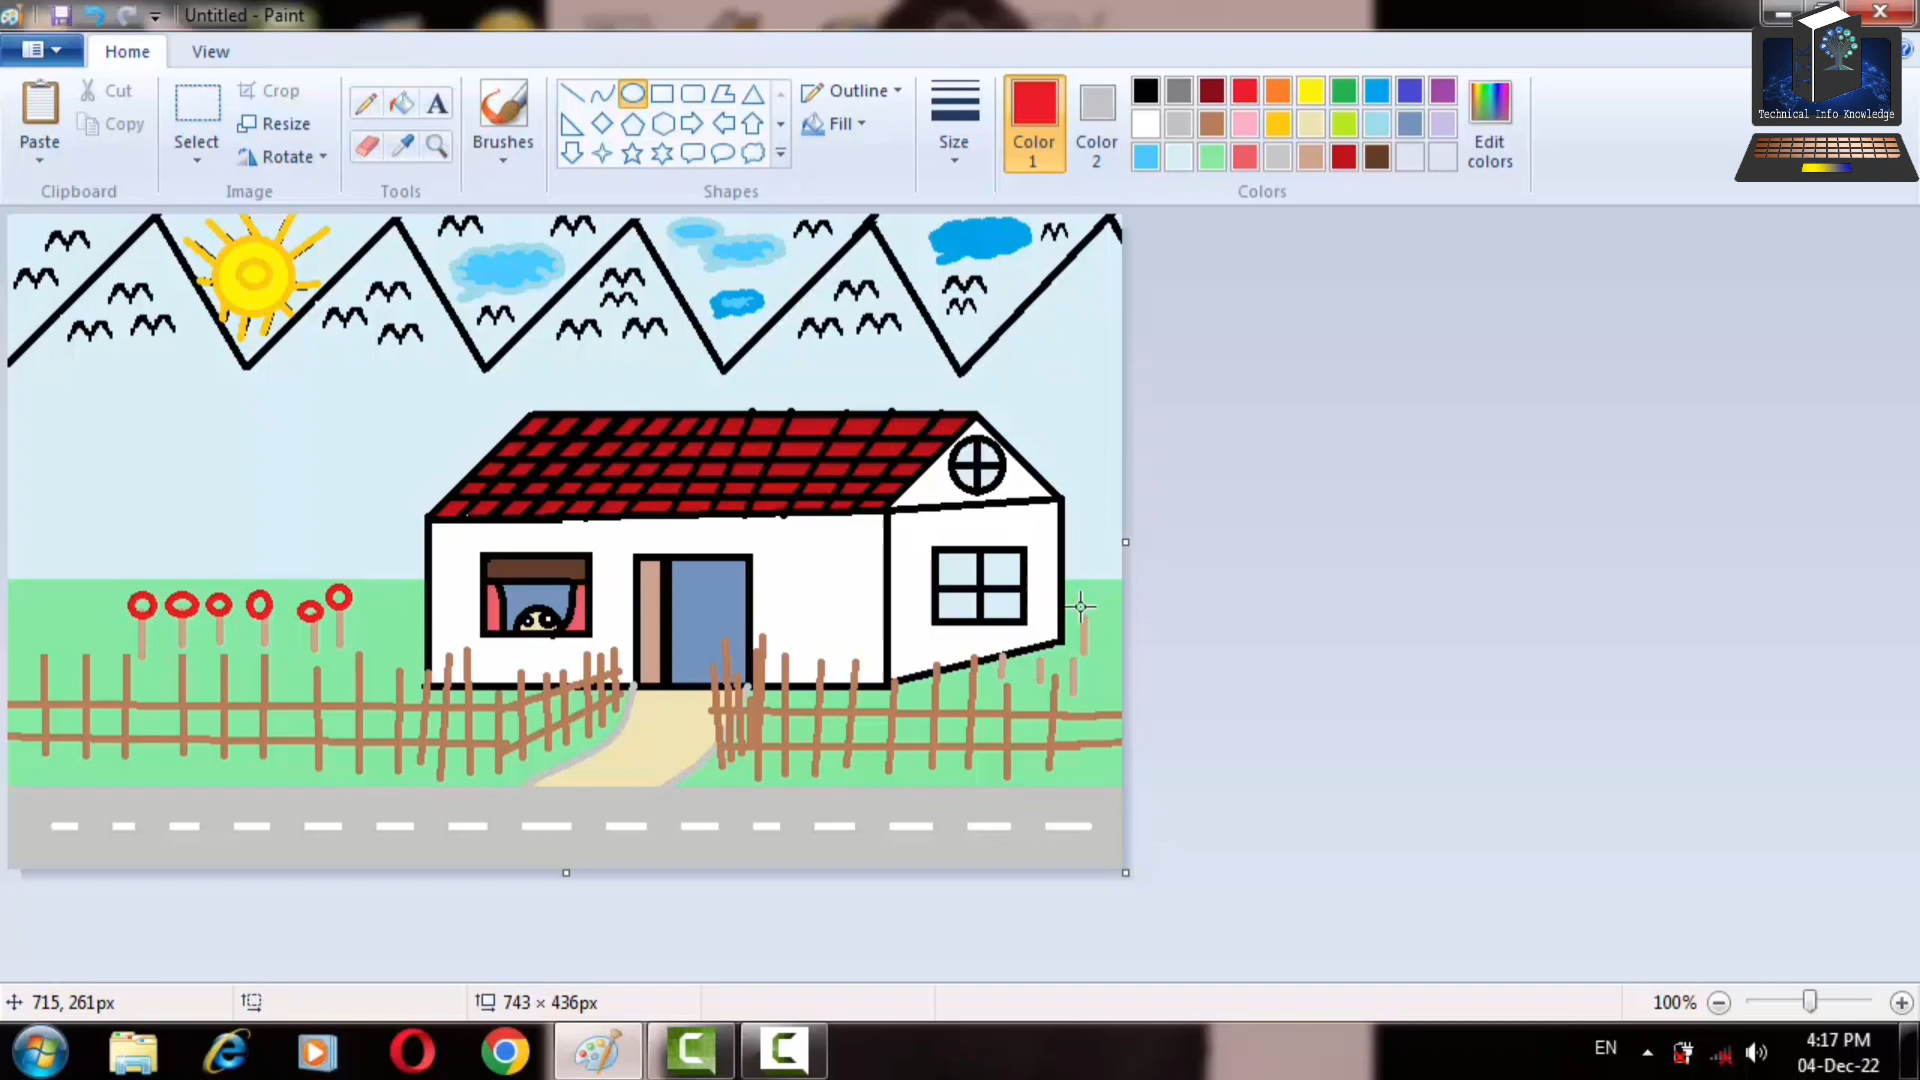 Untitled - Paint
Home
View
Paste
Cut
Copy
Clipboard
Select
Crop
Resize
Rotate
Image
A
Tools
Brushes
Shapes
Outline
Fill
Size
Color
1
Color
2
Edit
colors
Colors
Technical Info Knowledge
715, 261px
743 × 436px
100%
EN
4:17 PM
04-Dec-22